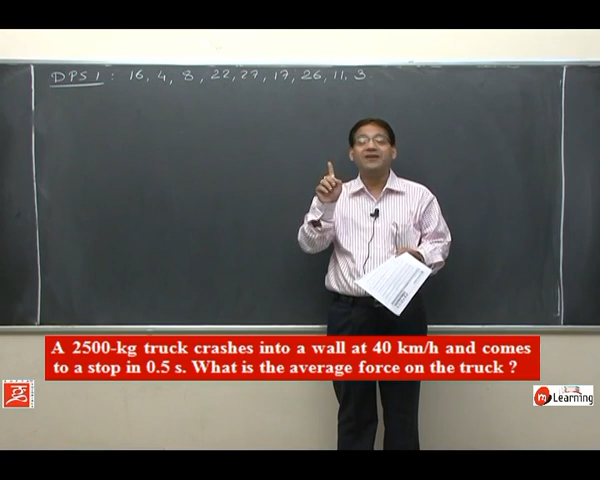 DPS 1 : 16, 4, 8, 22, 27, 17, 26, 11, 3.
A 2500-kg truck crashes into a wall at 40 km/h and comes
to a stop in 0.5 s. What is the average force on the truck ?
m Learning